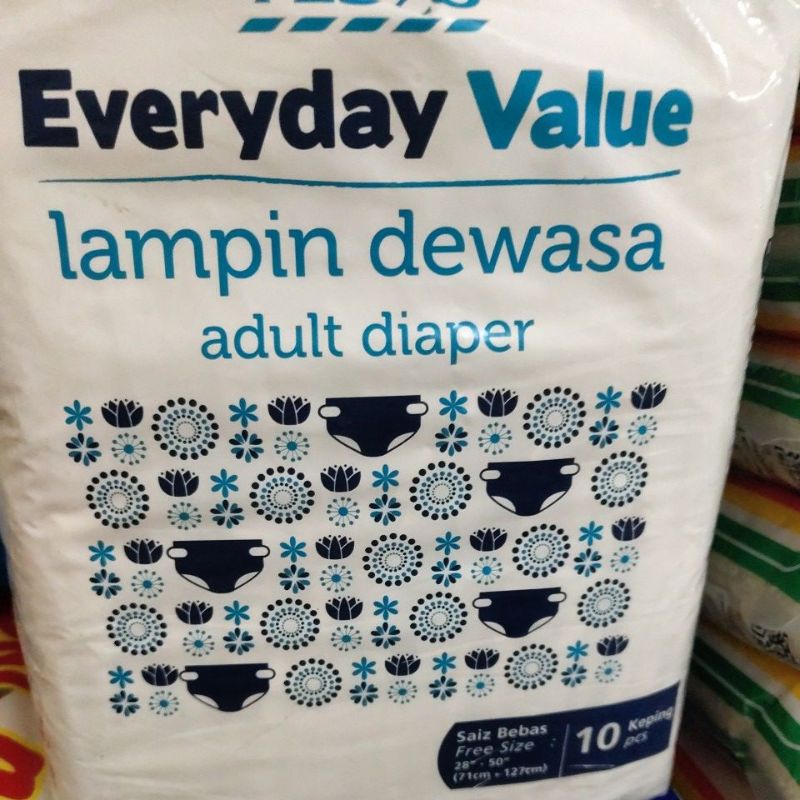 Everyday Value
lampin dewasa
adult diaper
Saiz Bebas
Free Size
28" - 50"
(71cm - 127cm)
10 Keping
pcs